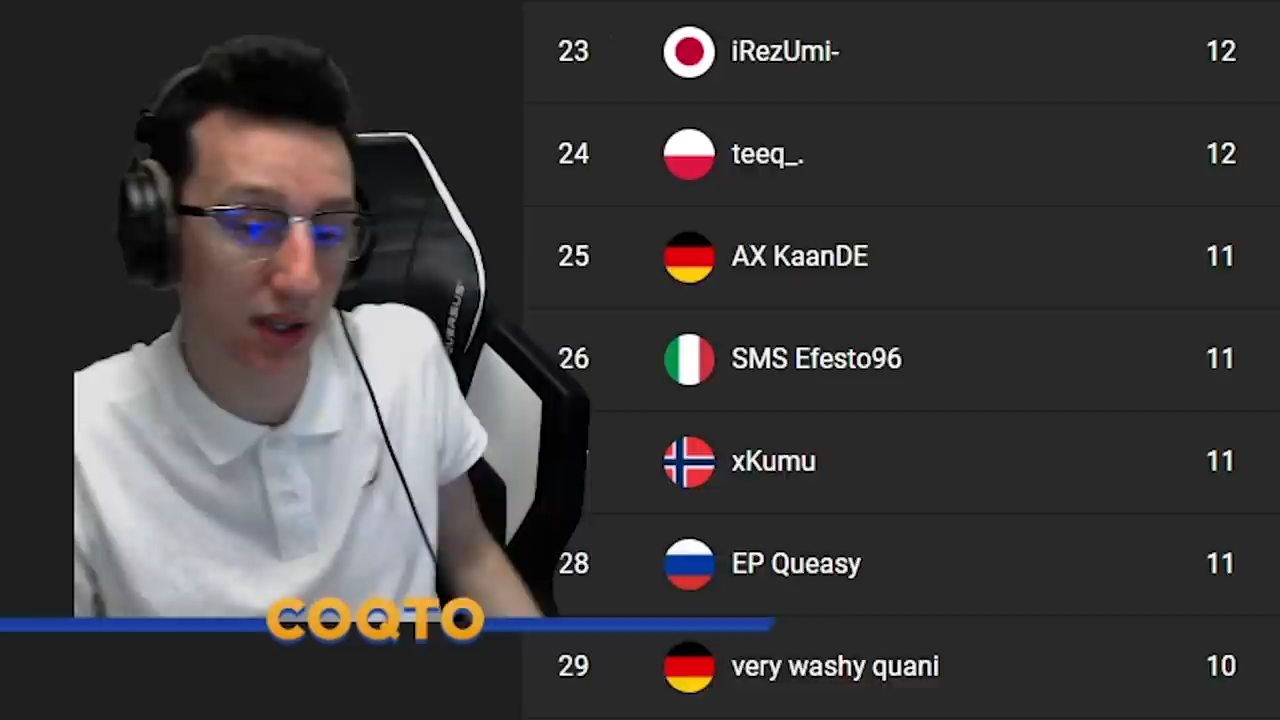 23 iRezUmi- 12
24 teeq_. 12
25 AX KaanDE 11
26 SMS Efesto96 11
xKumu 11
28 EP Queasy 11
29 very washy quani 10
VERSUS
COQTO